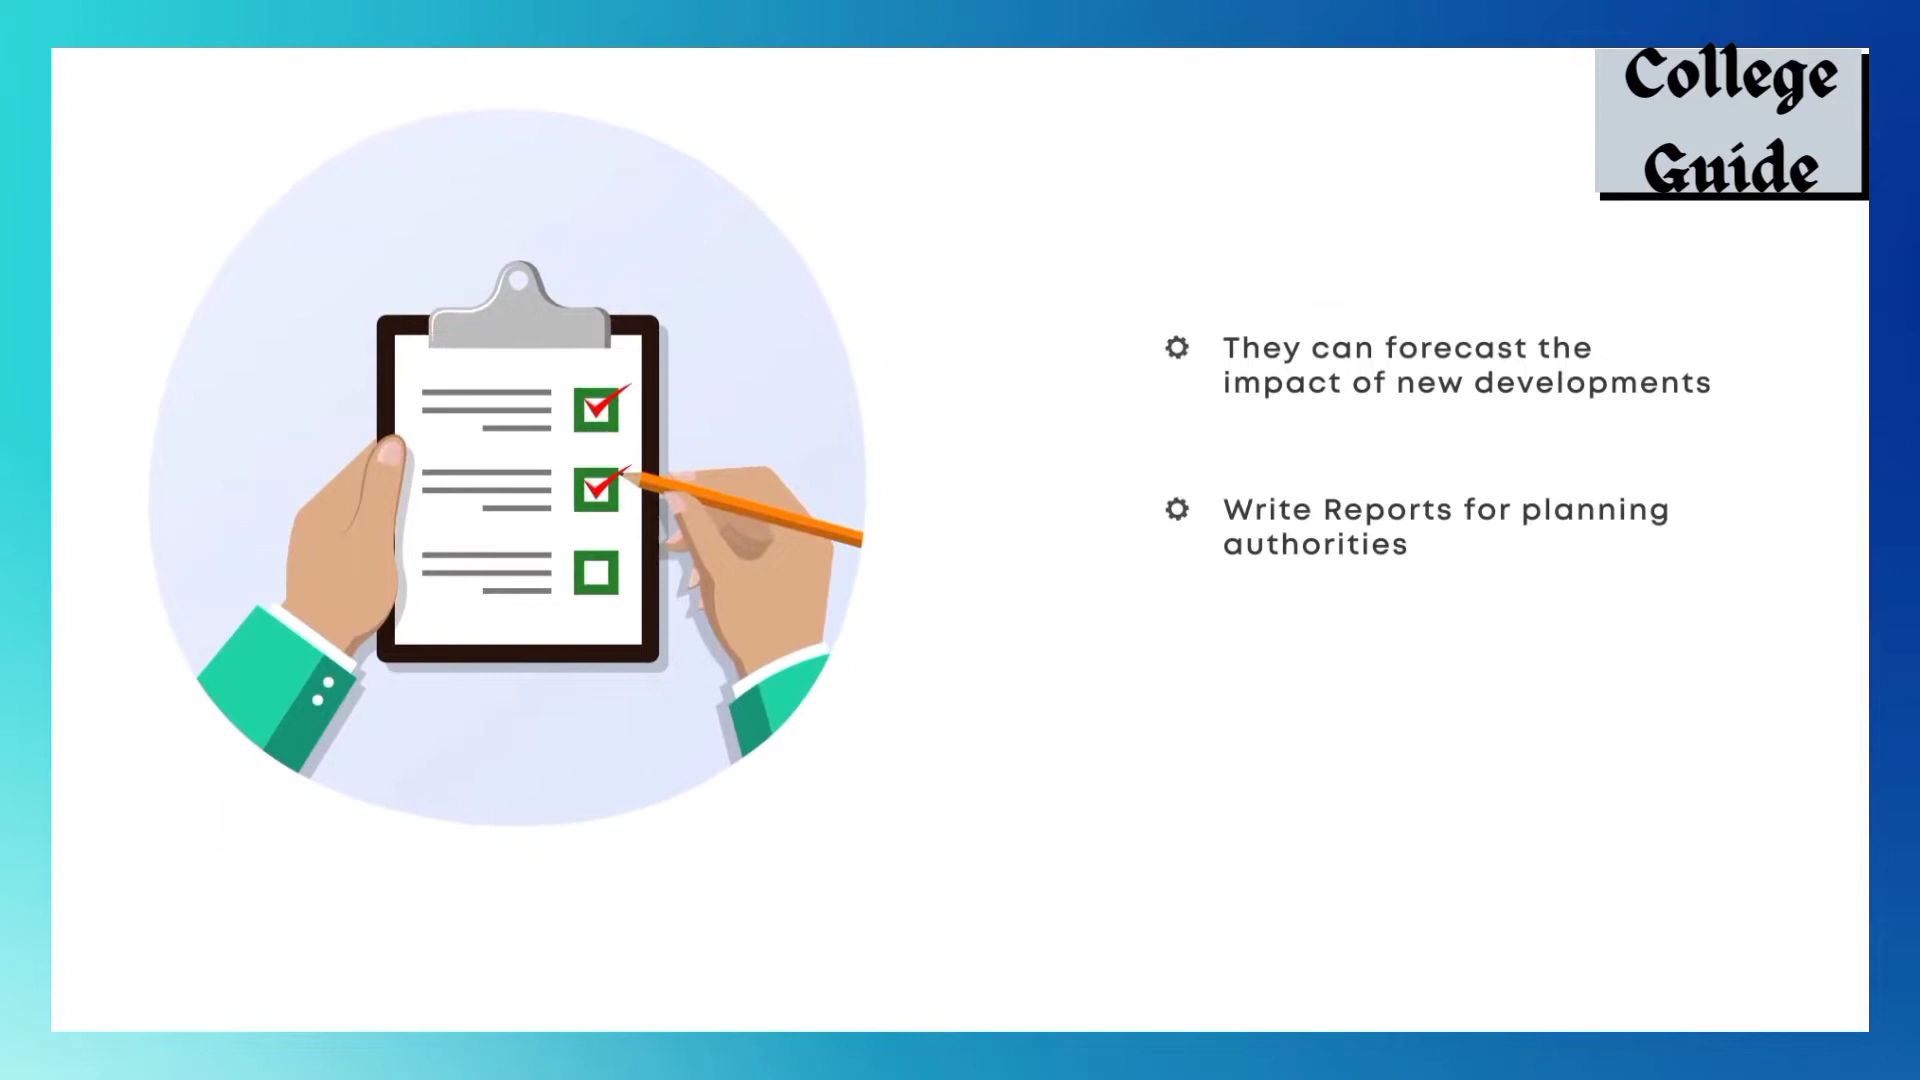 College
Guide
They can forecast the
impact of new developments
Write Reports for planning
authorities